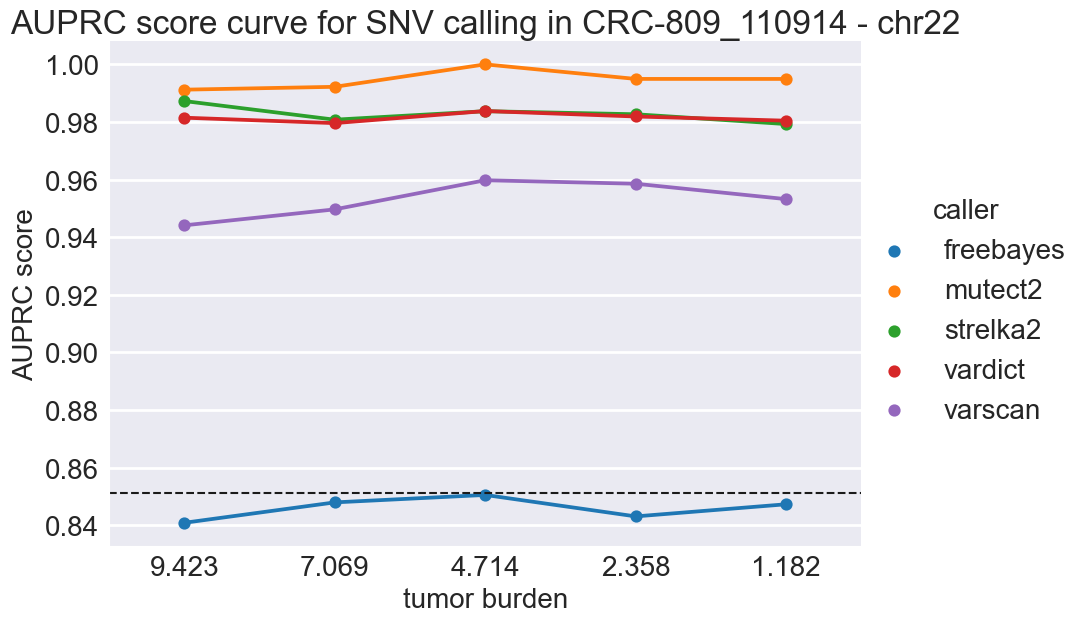 AUPRC score curve for SNV calling in CRC-809_110914 - chr22
AUPRC score
1.00
0.98
0.96
0.94
0.92
0.90
0.88
0.86
0.84
9.423
7.069
4.714
2.358
1.182
tumor burden
caller
freebayes
mutect2
strelka2
vardict
varscan